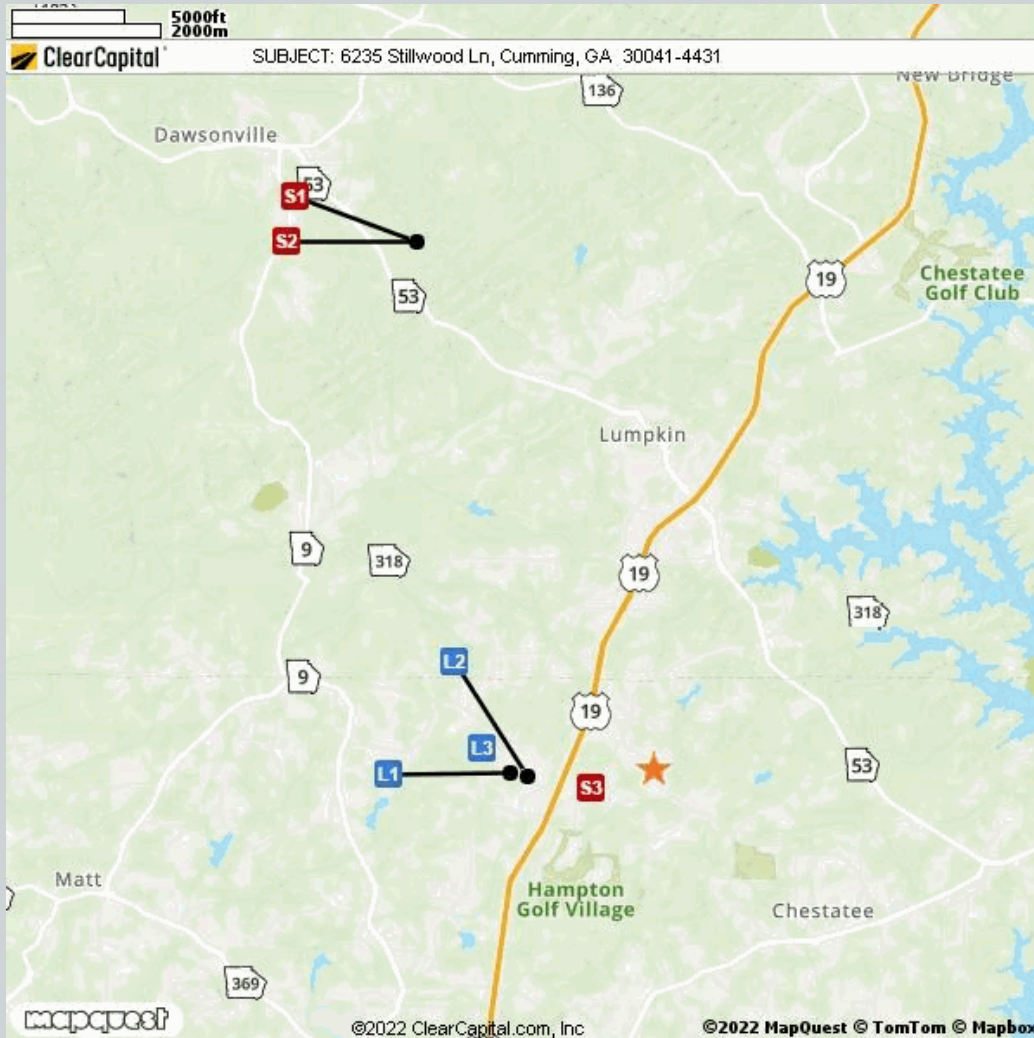 5000ft
2000m
ClearCapital
SUBJECT: 6235 Stillwood Ln, Cumming, GA 30041-4431
New Bridge
136
Dawsonville
53
S1
S2
19
Chestatee
Golf Club
53
Lumpkin
9
318
19
318
L2
9
19
L3
L1
S3
53
Matt
Hampton
Golf Village
Chestatee
369
mapquest
©2022 ClearCapital.com, Inc
©2022 MapQuest © TomTom © Mapbox